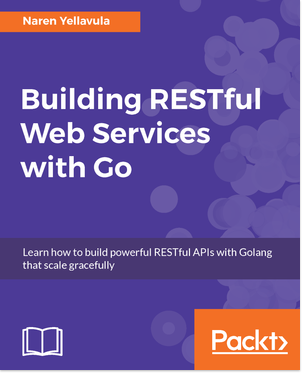 Naren Yellavula
Building RESTful
Web Services
with Go
Learn how to build powerful RESTful APIs with Golang
that scale gracefully
Packt>